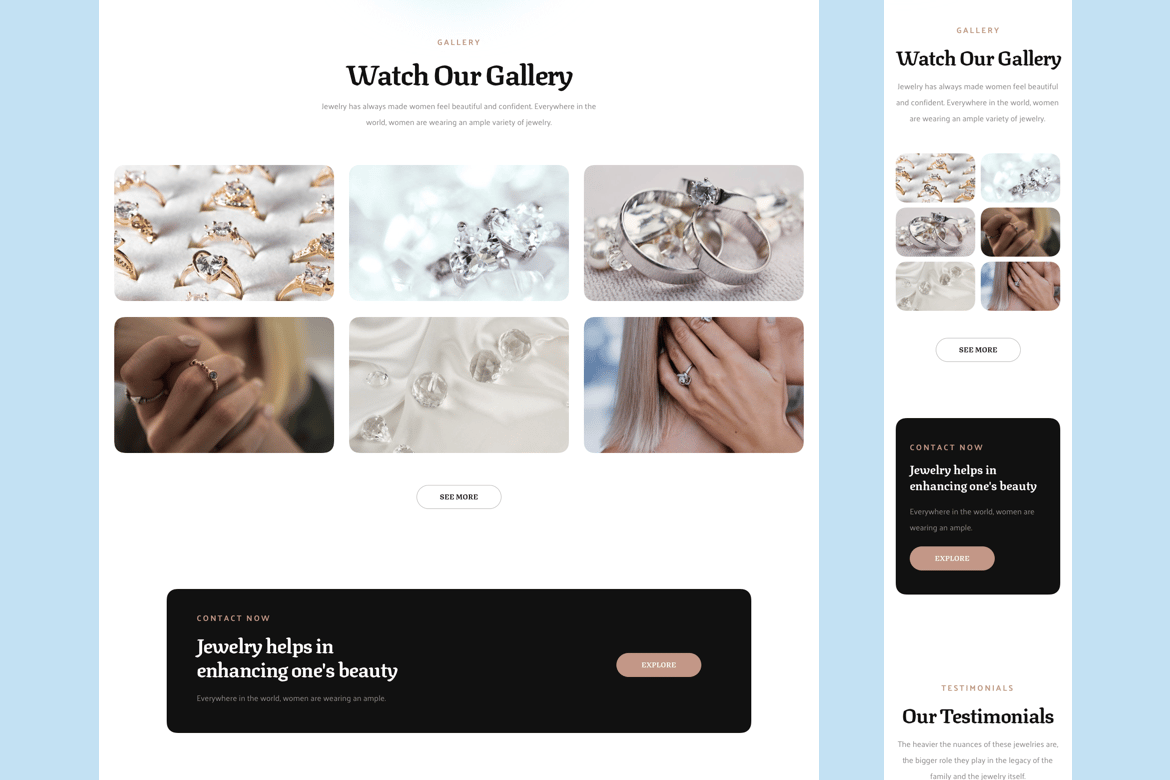 GALLERY
Watch Our Gallery
Jewelry has always made women feel beautiful and confident. Everywhere in the
world, women are wearing an ample variety of jewelry.
SEE MORE
CONTACT NOW
Jewelry helps in
enhancing one's beauty
Everywhere in the world, women are wearing an ample.
EXPLORE
GALLERY
Watch Our Gallery
Jewelry has always made women feel beautiful
and confident. Everywhere in the world, women
are wearing an ample variety of jewelry.
SEE MORE
CONTACT NOW
Jewelry helps in
enhancing one's beauty
Everywhere in the world, women are
wearing an ample.
EXPLORE
TESTIMONIALS
Our Testimonials
The heavier the nuances of these jewelries are,
the bigger role they play in the legacy of the
family and the jewelry itself.